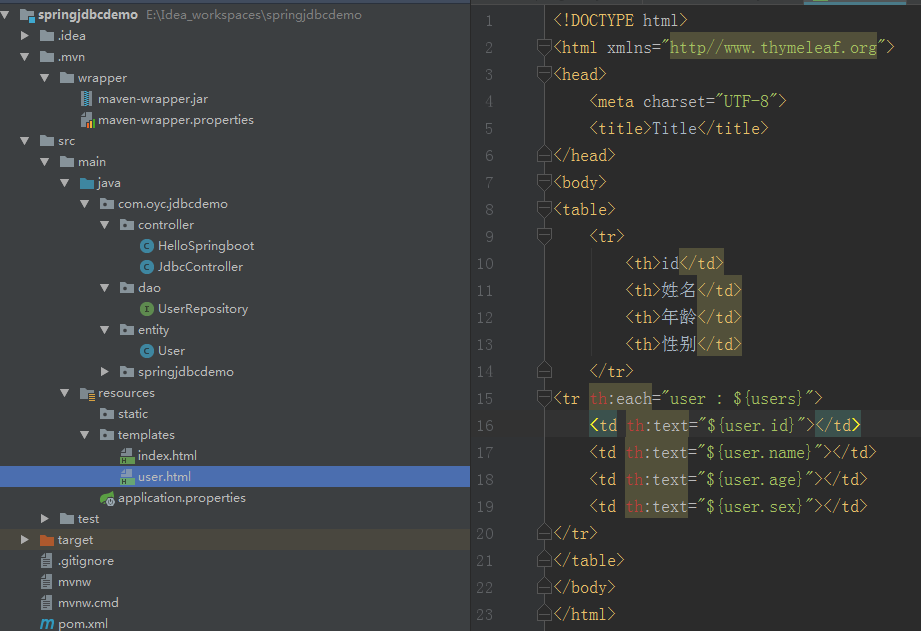 springjdbcdemo E:\Idea_workspaces\springjdbcdemo
.idea
.mvn
wrapper
maven-wrapper.jar
maven-wrapper.properties
src
main
java
com.oyc.jdbcdemo
controller
HelloSpringboot
JdbcController
dao
UserRepository
entity
User
springjdbcdemo
resources
static
templates
index.html
user.html
application.properties
test
target
.gitignore
mvnw
mvnw.cmd
pom.xml
1 <!DOCTYPE html>
2 <html xmlns="http//www.thymeleaf.org">
3 <head>
4 <meta charset="UTF-8">
5 <title>Title</title>
6 </head>
7 <body>
8 <table>
9 <tr>
10 <th>id</td>
11 <th>姓名</td>
12 <th>年龄</td>
13 <th>性别</td>
14 </tr>
15 <tr th:each="user : ${users}">
16 <td th:text="${user.id}"></td>
17 <td th:text="${user.name}"></td>
18 <td th:text="${user.age}"></td>
19 <td th:text="${user.sex}"></td>
20 </tr>
21 </table>
22 </body>
23 </html>